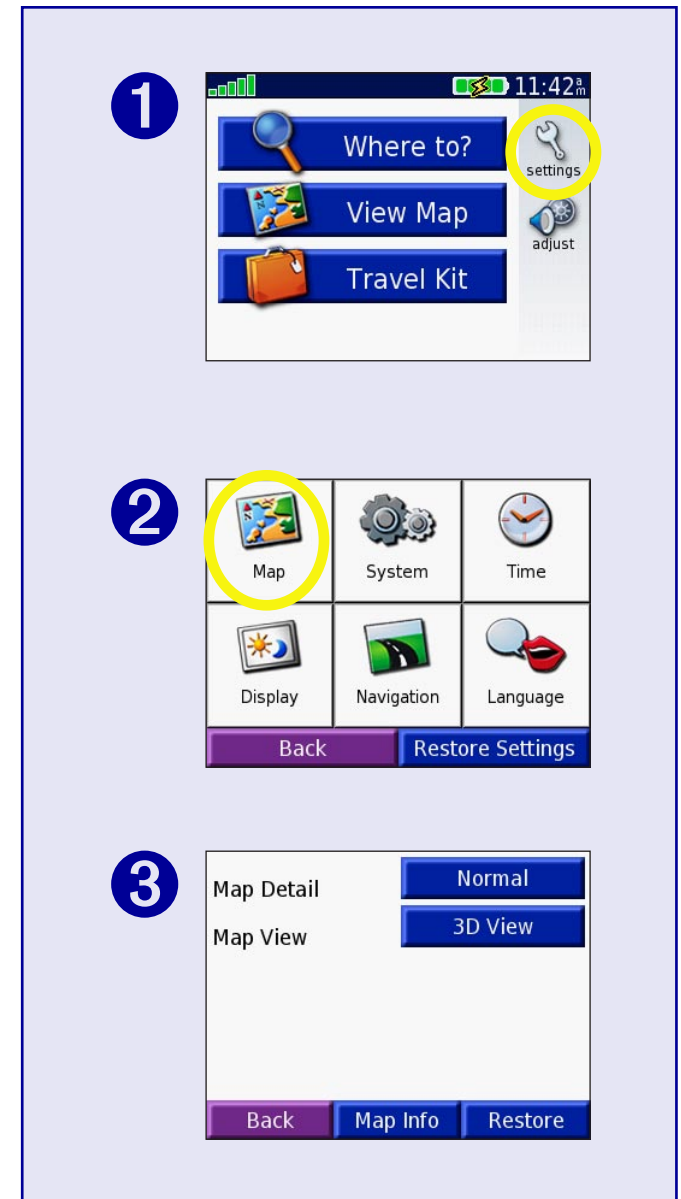 1
11:42 am
Where to?
settings
View Map
adjust
Travel Kit
2
N
Map
System
Time
Display
Navigation
Language
Back
Restore Settings
3
Map Detail
Normal
Map View
3D View
Back
Map Info
Restore